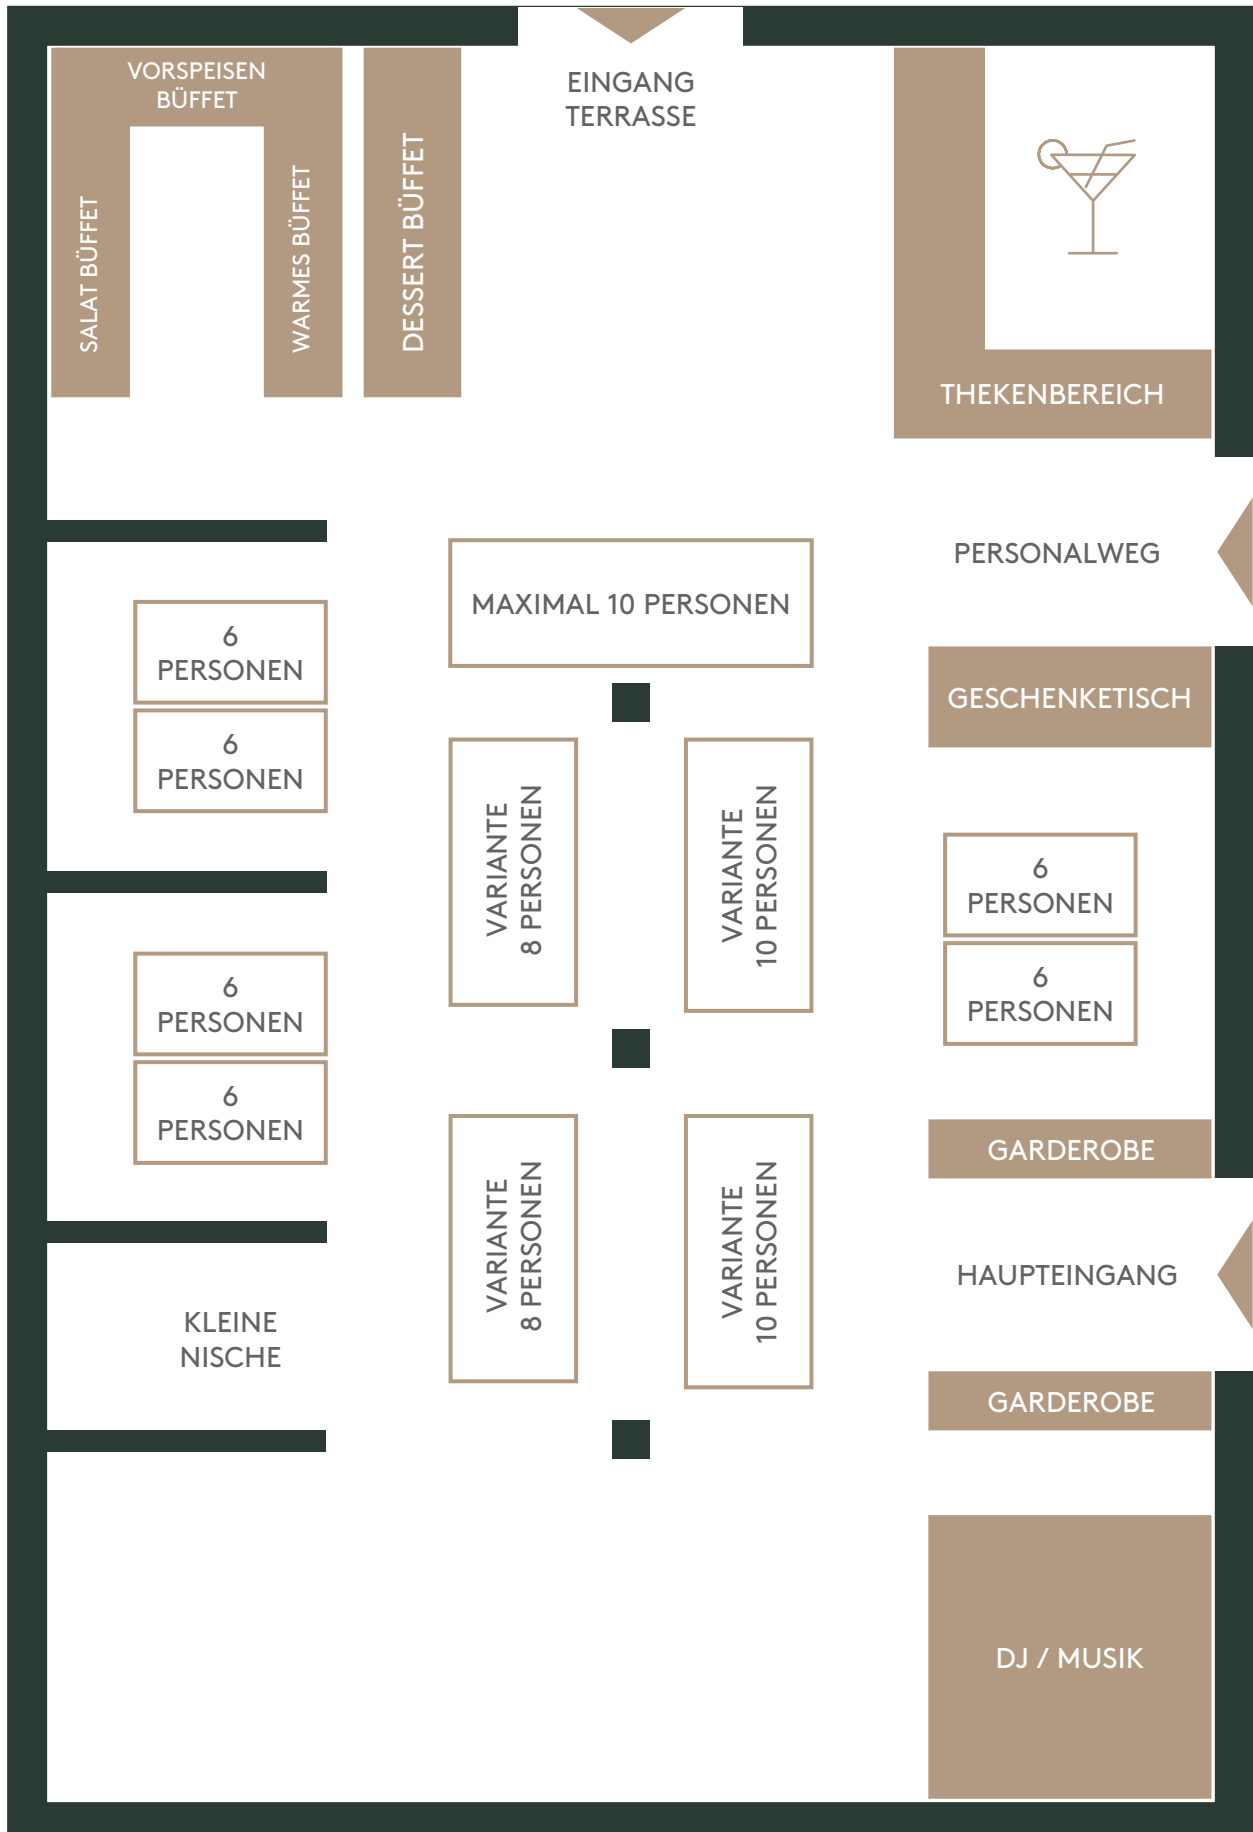 VORSPEISEN
BÜFFET
SALAT BÜFFET
WARMES BÜFFET
DESSERT BÜFFET
EINGANG
TERRASSE
THEKENBEREICH
PERSONALWEG
MAXIMAL 10 PERSONEN
6
PERSONEN
6
PERSONEN
GESCHENKETISCH
VARIANTE
8 PERSONEN
VARIANTE
10 PERSONEN
6
PERSONEN
6
PERSONEN
6
PERSONEN
6
PERSONEN
GARDEROBE
VARIANTE
8 PERSONEN
VARIANTE
10 PERSONEN
HAUPTEINGANG
KLEINE
NISCHE
GARDEROBE
DJ / MUSIK